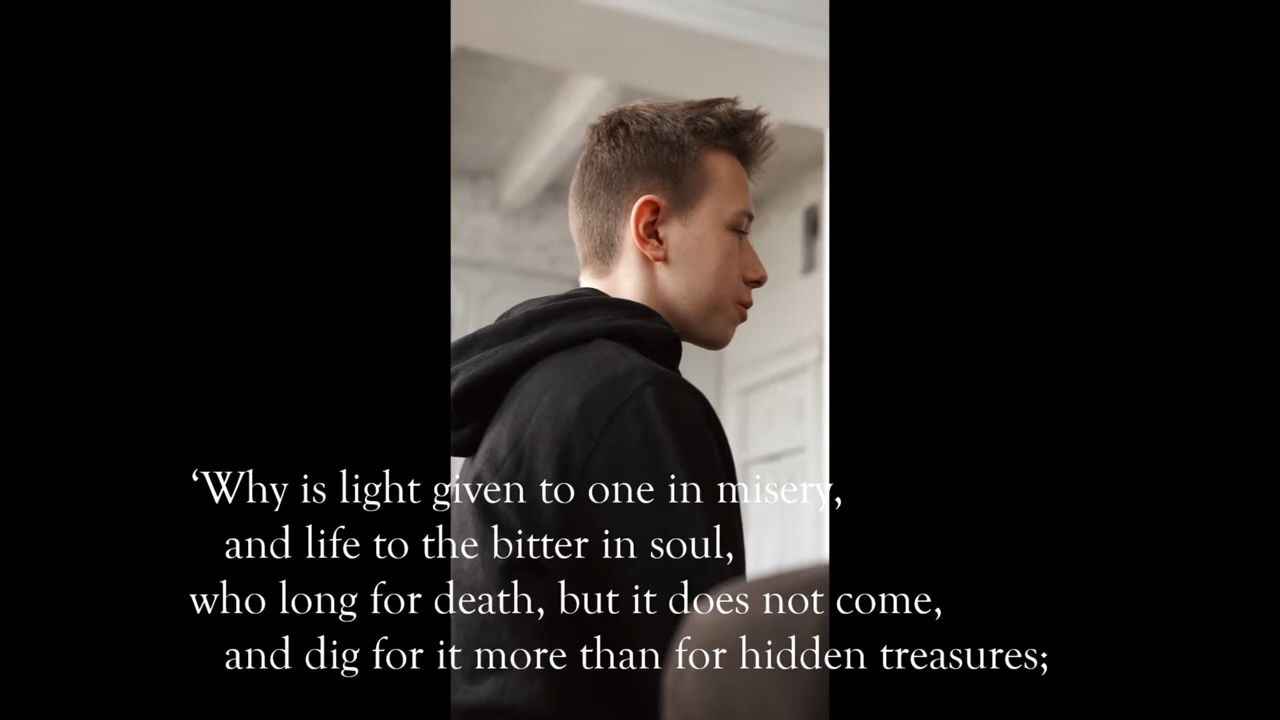 ‘Why is light given to one in misery,
and life to the bitter in soul,
who long for death, but it does not come,
and dig for it more than for hidden treasures;